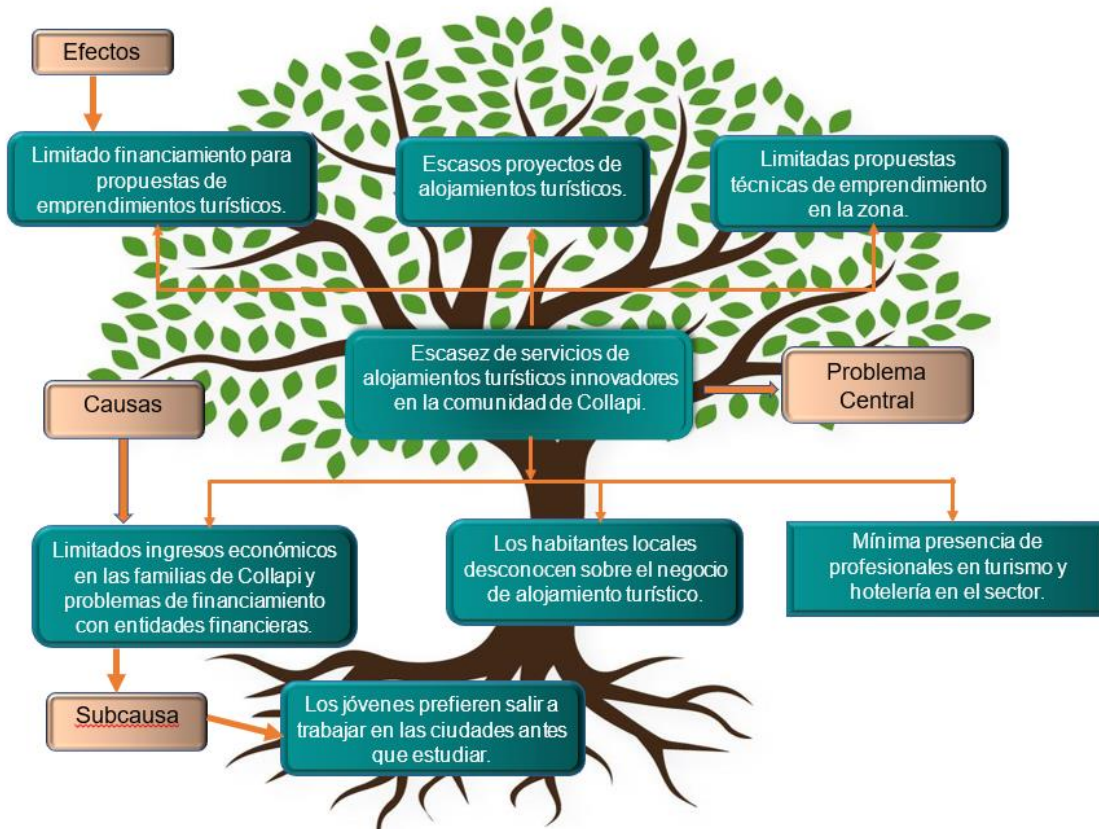 Efectos
Limitado financiamiento para
propuestas de
emprendimientos turísticos.
Escasos proyectos de
alojamientos turísticos.
Limitadas propuestas
técnicas de emprendimiento
en la zona.
Escasez de servicios de
alojamientos turísticos innovadores
en la comunidad de Collapi.
Problema
Central
Causas
Limitados ingresos económicos
en las familias de Collapi y
problemas de financiamiento
con entidades financieras.
Los habitantes locales
desconocen sobre el negocio
de alojamiento turístico.
Mínima presencia de
profesionales en turismo y
hotelería en el sector.
Subcausa
Los jóvenes prefieren salir a
trabajar en las ciudades antes
que estudiar.